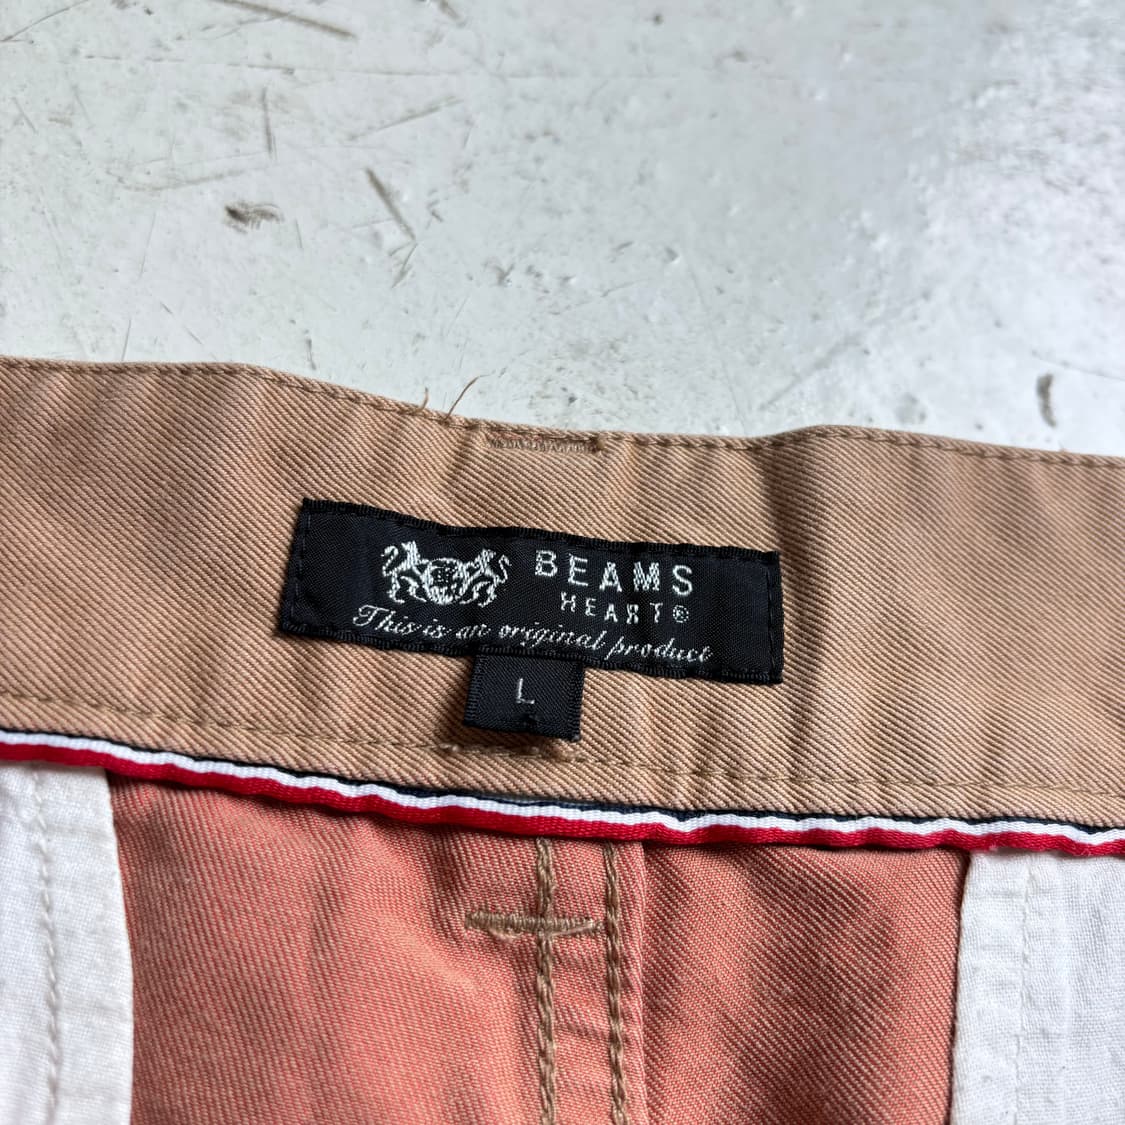 BEAMS
HEART®
This is an original product
L